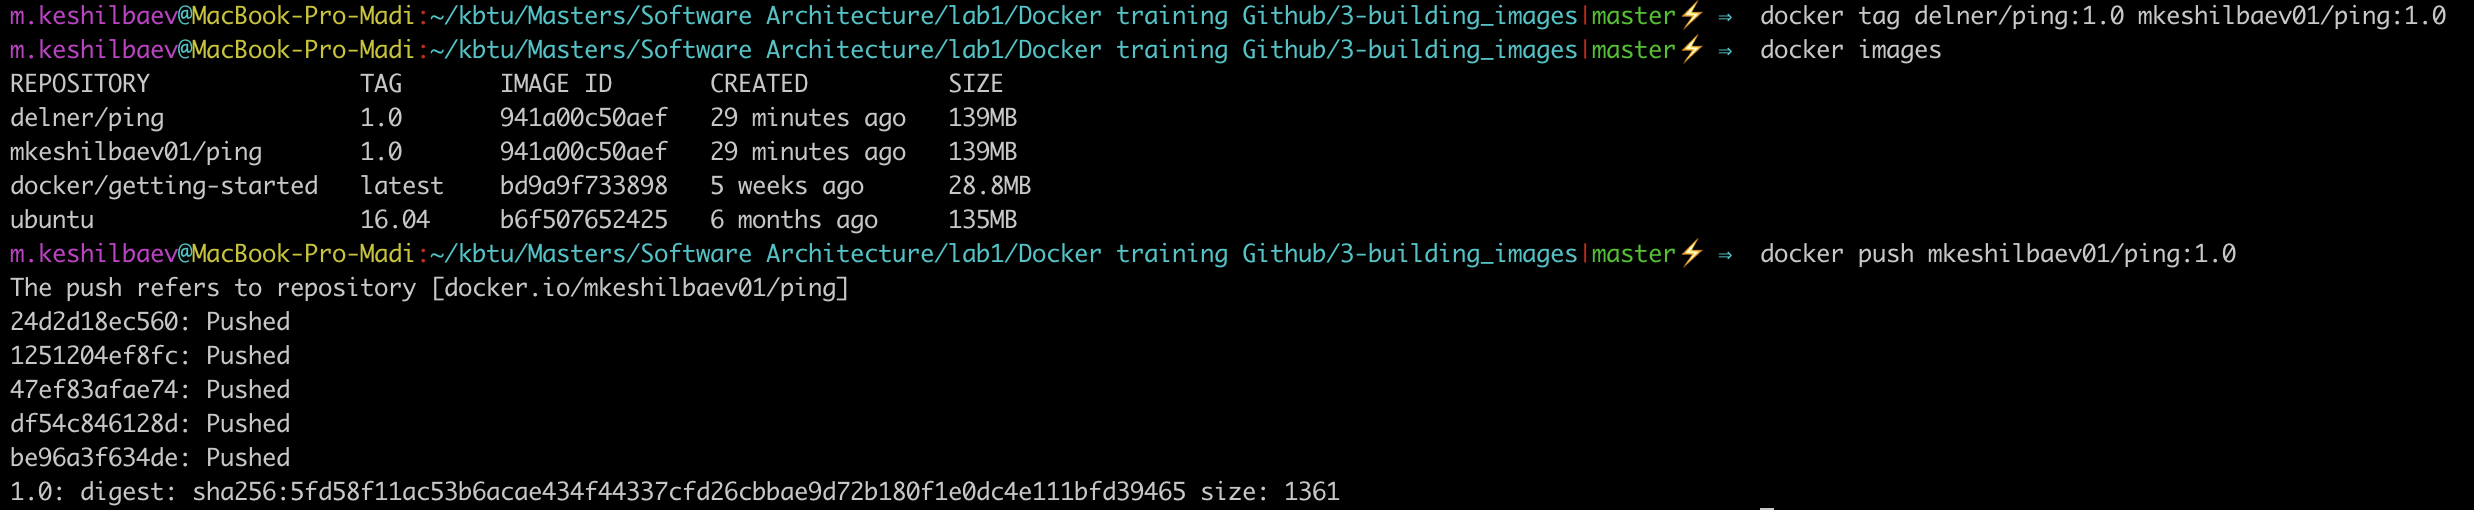 m.keshilbaev@MacBook-Pro-Madi:~/kbtu/Masters/Software Architecture/lab1/Docker training Github/3-building_images|master⚡ ⇒  docker tag delner/ping:1.0 mkeshilbaev01/ping:1.0
m.keshilbaev@MacBook-Pro-Madi:~/kbtu/Masters/Software Architecture/lab1/Docker training Github/3-building_images|master⚡ ⇒  docker images
REPOSITORY               TAG       IMAGE ID       CREATED          SIZE
delner/ping              1.0       941a00c50aef   29 minutes ago   139MB
mkeshilbaev01/ping       1.0       941a00c50aef   29 minutes ago   139MB
docker/getting-started   latest    bd9a9f733898   5 weeks ago      28.8MB
ubuntu                   16.04     b6f507652425   6 months ago     135MB
m.keshilbaev@MacBook-Pro-Madi:~/kbtu/Masters/Software Architecture/lab1/Docker training Github/3-building_images|master⚡ ⇒  docker push mkeshilbaev01/ping:1.0
The push refers to repository [docker.io/mkeshilbaev01/ping]
24d2d18ec560: Pushed
1251204ef8fc: Pushed
47ef83afae74: Pushed
df54c846128d: Pushed
be96a3f634de: Pushed
1.0: digest: sha256:5fd58f11ac53b6acae434f44337cfd26cbbae9d72b180f1e0dc4e111bfd39465 size: 1361